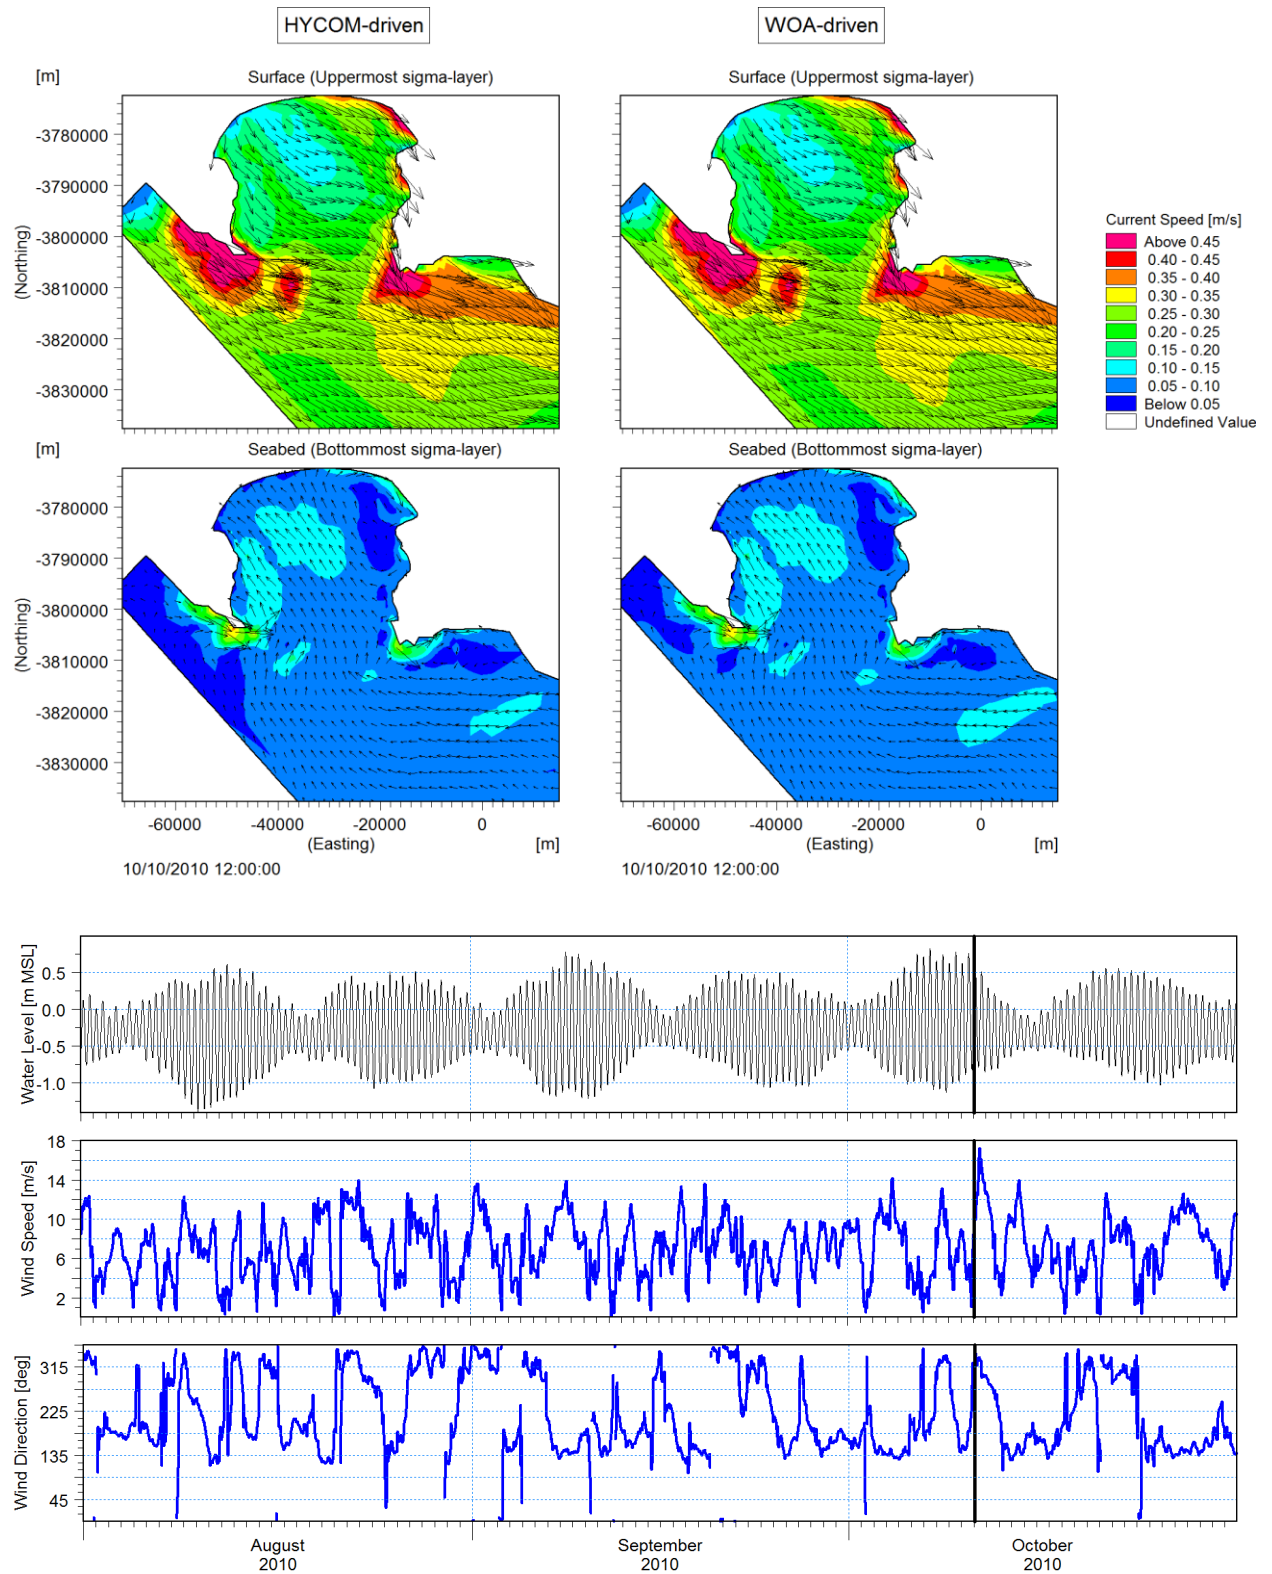 HYCOM-driven
WOA-driven
[m]
Surface (Uppermost sigma-layer)
Surface (Uppermost sigma-layer)
(Northing)
-3780000
-3790000
-3800000
-3810000
-3820000
-3830000
Current Speed [m/s]
Above 0.45
0.40 - 0.45
0.35 - 0.40
0.30 - 0.35
0.25 - 0.30
0.20 - 0.25
0.15 - 0.20
0.10 - 0.15
0.05 - 0.10
Below 0.05
Undefined Value
[m]
Seabed (Bottommost sigma-layer)
Seabed (Bottommost sigma-layer)
(Northing)
-3780000
-3790000
-3800000
-3810000
-3820000
-3830000
-60000 -40000 -20000 0
(Easting) [m]
10/10/2010 12:00:00
-60000 -40000 -20000 0
(Easting) [m]
10/10/2010 12:00:00
Water Level [m MSL]
0.5
0.0
-0.5
-1.0
Wind Speed [m/s]
18
14
10
6
2
Wind Direction [deg]
315
225
135
45
August September October
2010 2010 2010